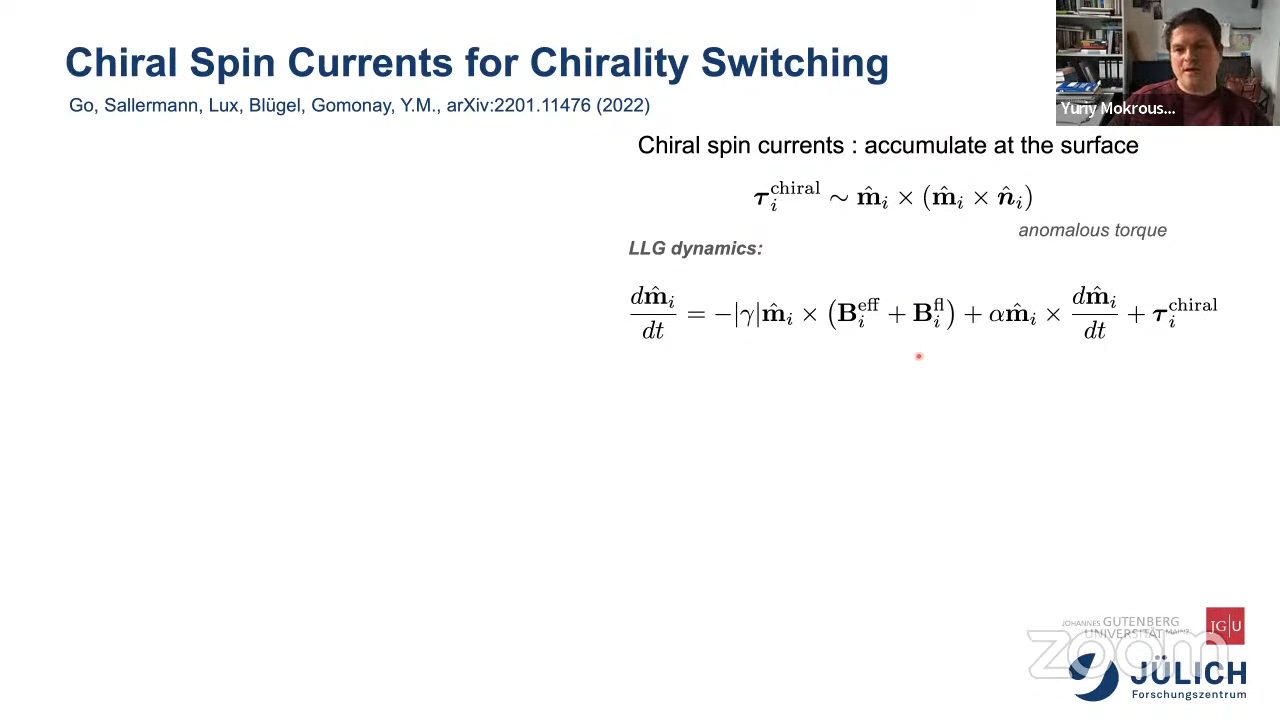 Chiral Spin Currents for Chirality Switching
Go, Sallermann, Lux, Blügel, Gomonay, Y.M., arXiv:2201.11476 (2022)
Yuriy Mokrous...
Chiral spin currents : accumulate at the surface
τ_i^chiral ∼ m̂_i × (m̂_i × n̂_i)
anomalous torque
LLG dynamics:
dm̂_i/dt = −|γ|m̂_i × (B_i^eff + B_i^fl) + αm̂_i × dm̂_i/dt + τ_i^chiral
JOHANNES GUTENBERG
UNIVERSITÄT MAINZ
JG|U
zoom
JÜLICH
Forschungszentrum